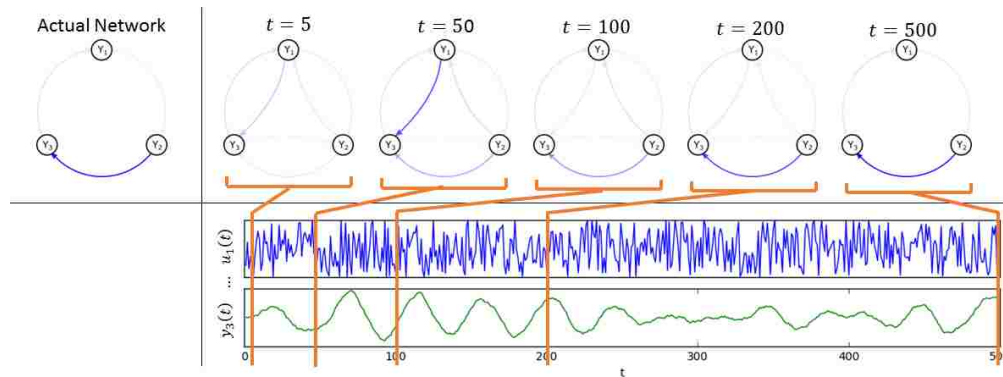 Actual Network
t = 5
t = 50
t = 100
t = 200
t = 500
Y₁
Y₁
Y₁
Y₁
Y₁
Y₁
Y₃
Y₂
Y₃
Y₂
Y₃
Y₂
Y₃
Y₂
Y₃
Y₂
Y₃
Y₂
u₁(t)
...
y₃(t)
0
100
200
300
400
50
t